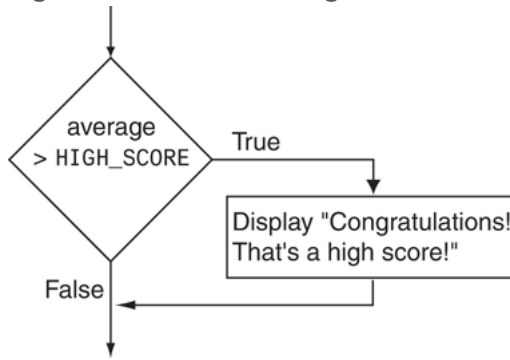 average
> HIGH_SCORE
True
Display "Congratulations!
That's a high score!"
False